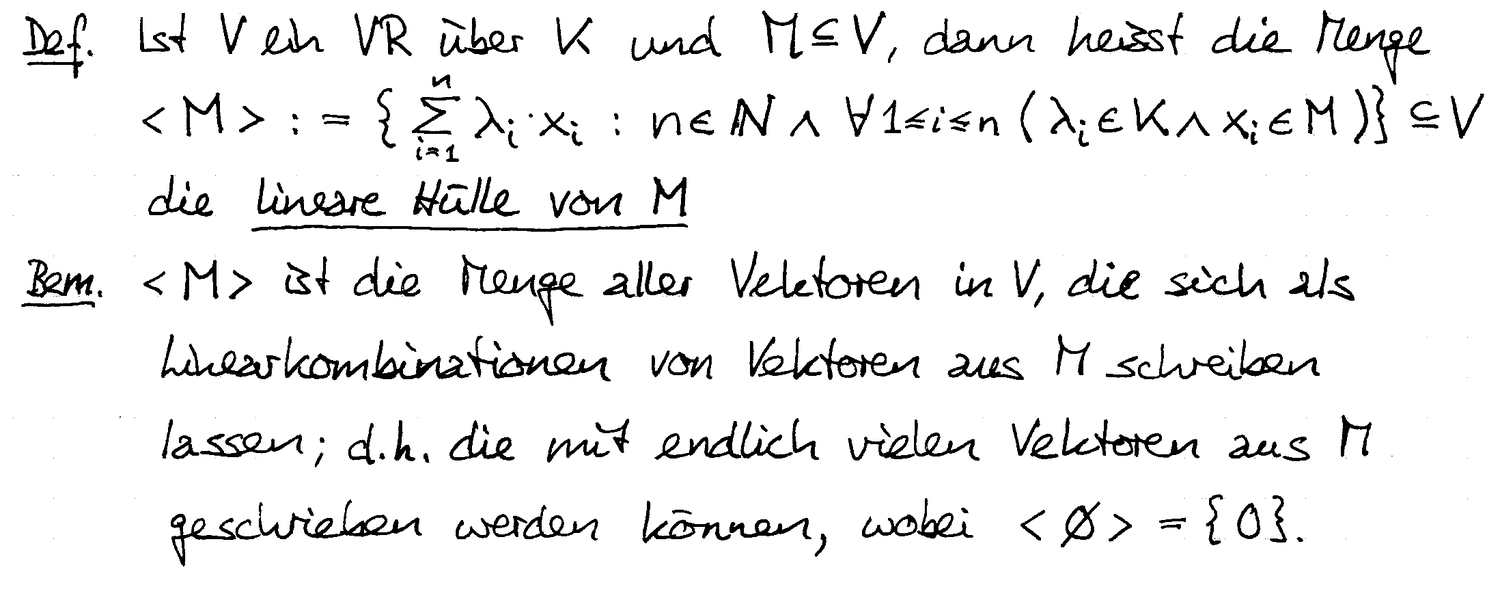 Def. Ist V ein VR über K und M ⊆ V, dann heisst die Menge
<M> := { ∑_{i=1}^{n} λ_i · x_i : n ∈ ℕ ∧ ∀ 1 ≤ i ≤ n ( λ_i ∈ K ∧ x_i ∈ M ) } ⊆ V
die lineare Hülle von M
Bem. <M> ist die Menge aller Vektoren in V, die sich als
Linearkombinationen von Vektoren aus M schreiben
lassen; d.h. die mit endlich vielen Vektoren aus M
geschrieben werden können, wobei <∅> = {0}.